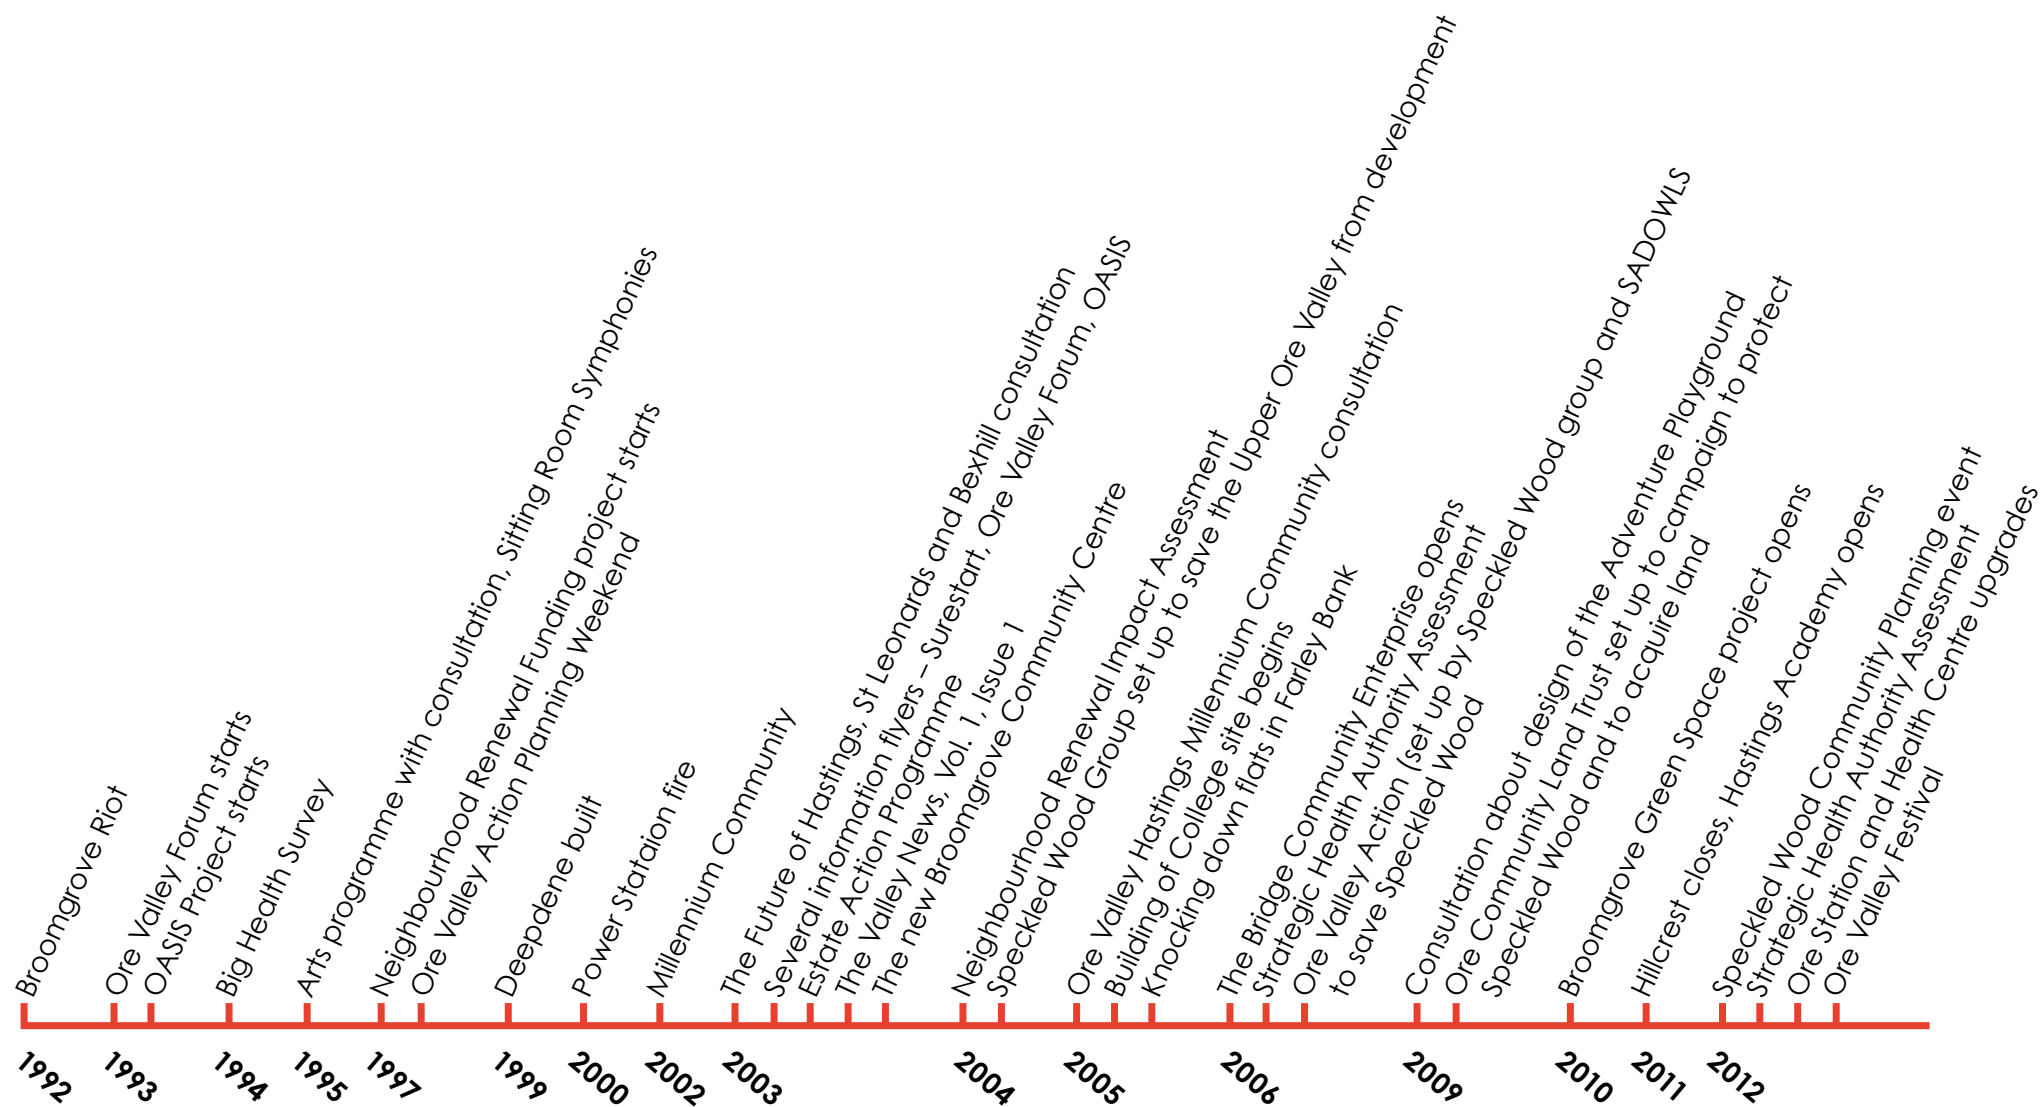 Broomgrove Riot
Ore Valley Forum starts
OASIS Project starts
Big Health Survey
Arts programme with consultation, Sitting Room Symphonies
Neighbourhood Renewal Funding project starts
Ore Valley Action Planning Weekend
Deepdene built
Power Stataion fire
Millennium Community
The Future of Hastings, St Leonards and Bexhill consultation
Several information flyers – Surestart, Ore Valley Forum, OASIS
Estate Action Programme
The Valley News, Vol. 1, Issue 1
The new Broomgrove Community Centre
Neighbourhood Renewal Impact Assessment
Speckled Wood Group set up to save the Upper Ore Valley from development
Ore Valley Hastings Millennium Community consultation
Building of College site begins
Knocking down flats in Farley Bank
The Bridge Community Enterprise opens
Strategic Health Authority Assessment
Ore Valley Action (set up by Speckled Wood group and SADOWLS
to save Speckled Wood
Consultation about design of the Adventure Playground
Ore Community Land Trust set up to campaign to protect
Speckled Wood and to acquire land
Broomgrove Green Space project opens
Hillcrest closes, Hastings Academy opens
Speckled Wood Community Planning event
Strategic Health Authority Assessment
Ore Station and Health Centre upgrades
Ore Valley Festival
1992
1993
1994
1995
1997
1999
2000
2002
2003
2004
2005
2006
2009
2010
2011
2012